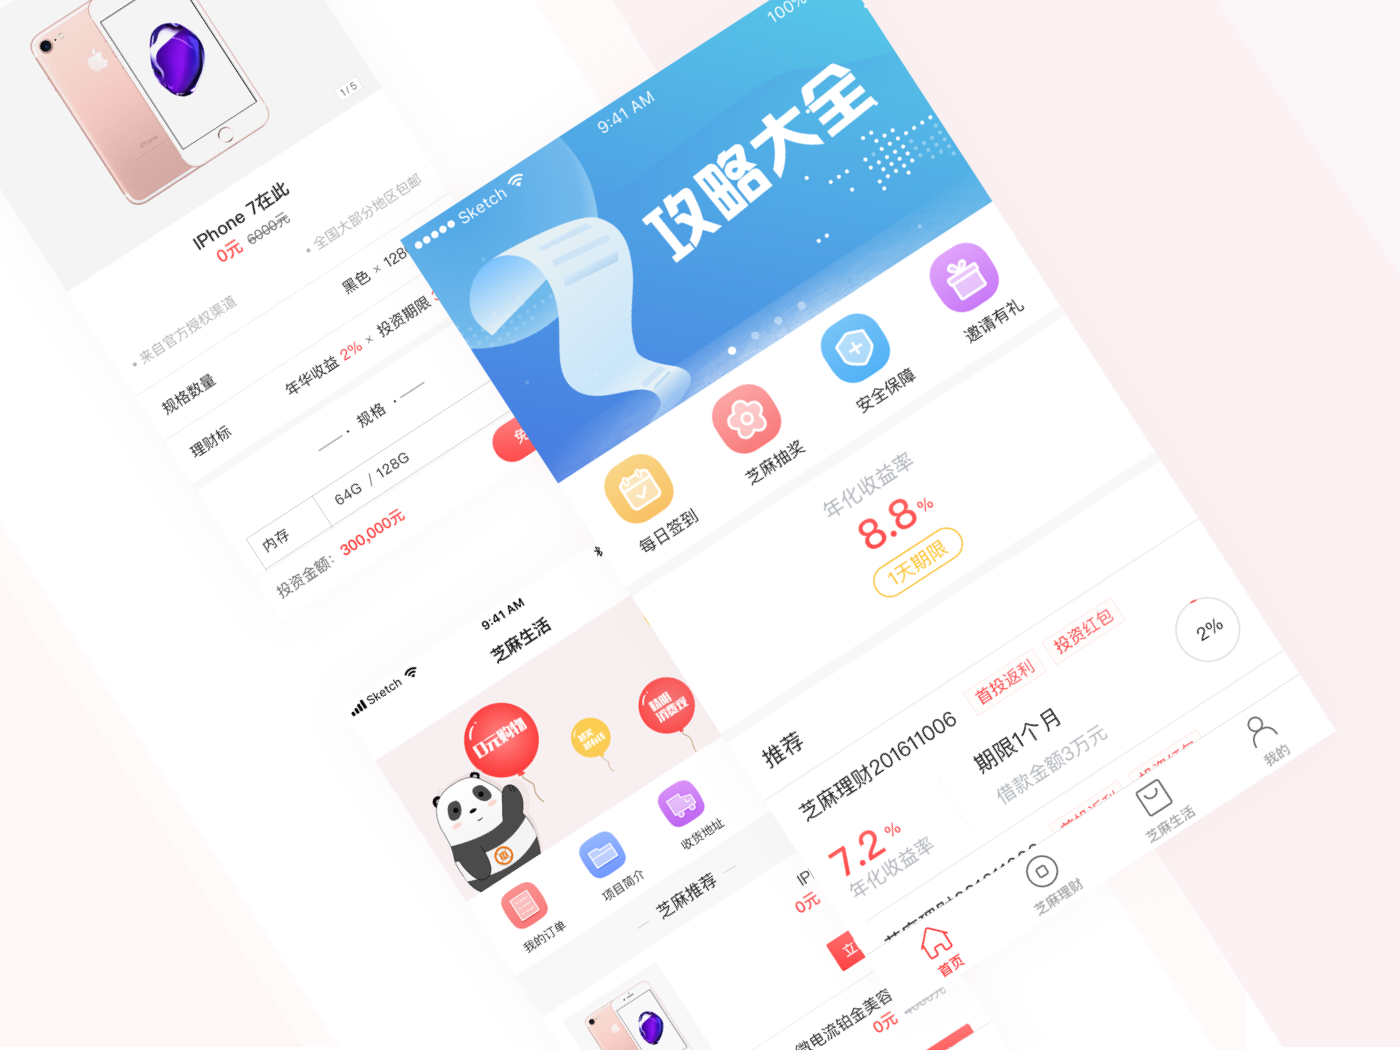 1/5
IPhone 7在此
0元 6000元
• 来自官方授权渠道
• 全国大部分地区包邮
规格数量
黑色 × 128
理财标
年华收益 2% × 投资期限
规格
内存
64G / 128G
投资金额：300,000元
免
Sketch
9:41 AM
100%
攻略大全
每日签到
芝麻抽奖
安全保障
邀请有礼
年化收益率
8.8%
1天期限
推荐
芝麻理财201611006
首投返利
投资红包
7.2%
年化收益率
期限1个月
借款金额3万元
2%
首页
芝麻理财
芝麻生活
我的
Sketch
9:41 AM
芝麻生活
0元购物
精明
消费观
我的订单
项目简介
收货地址
芝麻推荐
IP
0元
立
微电流铂金美容
0元